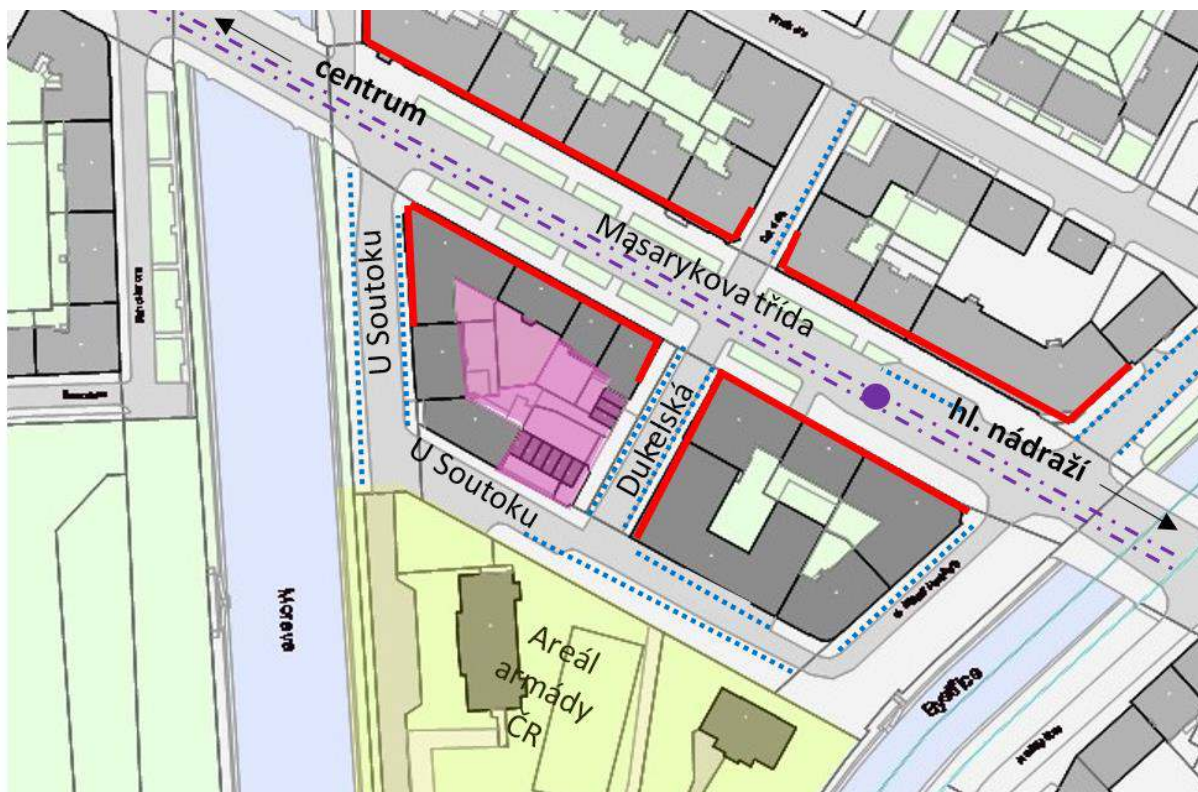 centrum
Masarykova třída
U Soutoku
Dukelská
hl. nádraží
U Soutoku
Morava
Areál
armády
ČR
Bystřice